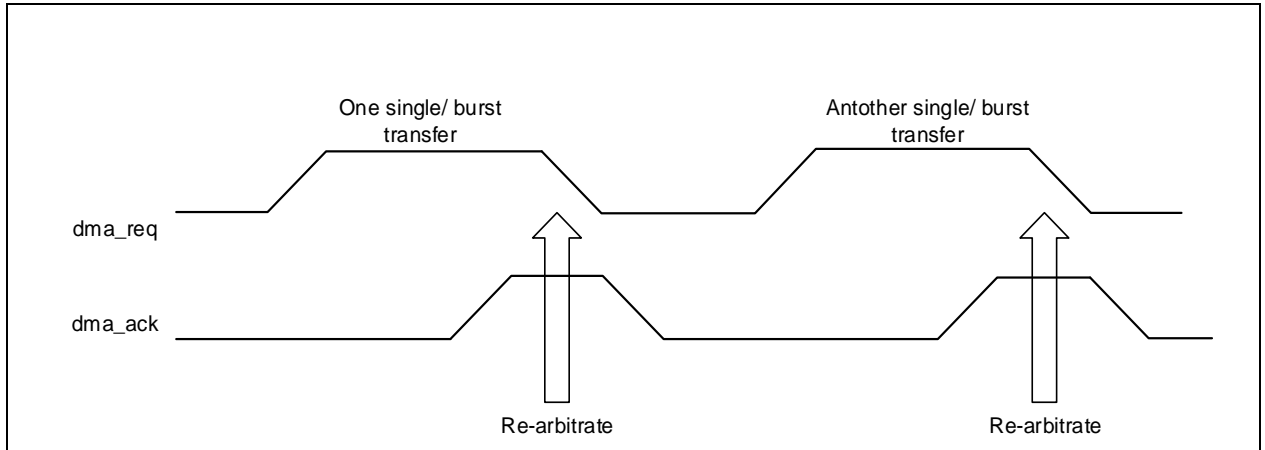 One single/ burst
transfer
Antother single/ burst
transfer
dma_req
dma_ack
Re-arbitrate
Re-arbitrate